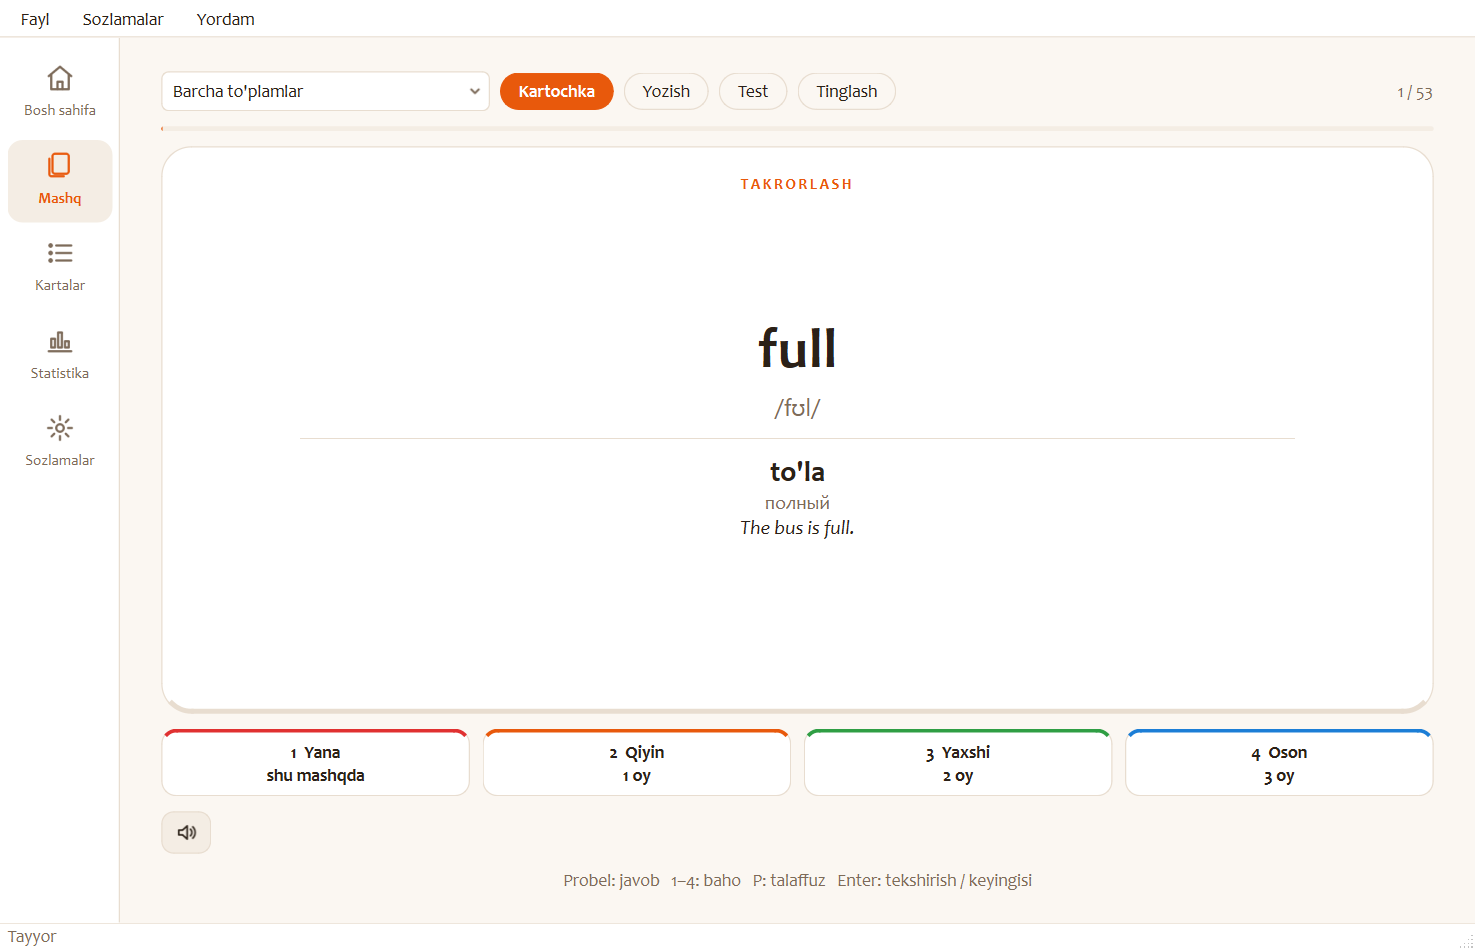 Fayl Sozlamalar Yordam
Bosh sahifa
Mashq
Kartalar
Statistika
Sozlamalar
Barcha to'plamlar Kartochka Yozish Test Tinglash 1 / 53
TAKRORLASH
full
/fʊl/
to'la
полный
The bus is full.
1 Yana
shu mashqda
2 Qiyin
1 oy
3 Yaxshi
2 oy
4 Oson
3 oy
Probel: javob 1–4: baho P: talaffuz Enter: tekshirish / keyingisi
Tayyor